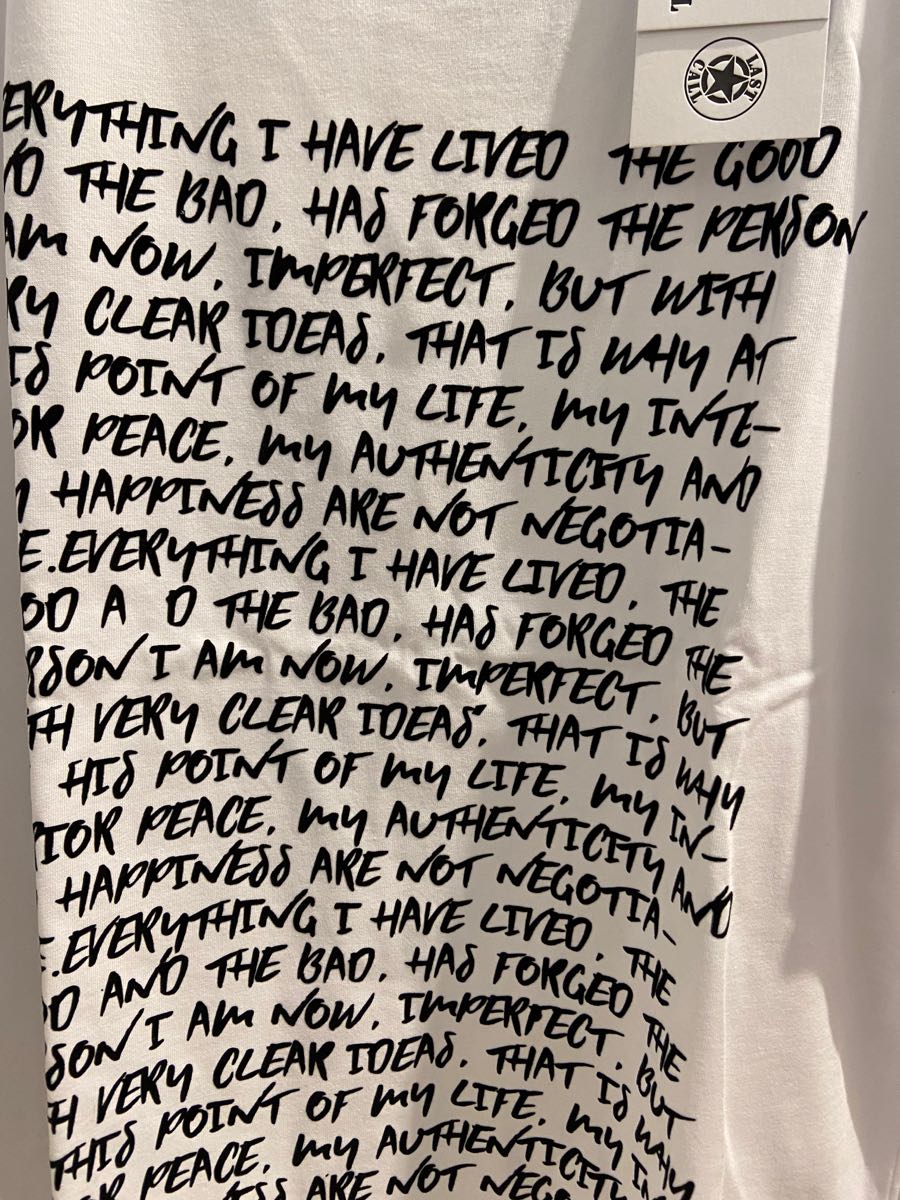 L
LAST CALL
ERYTHING I HAVE LIVED THE GOOD
D THE BAD, HAS FORGED THE PERSON
AM NOW, IMPERFECT, BUT WITH
RY CLEAR IDEAS, THAT IS WHY AT
IS POINT OF MY LIFE, MY INTE-
OR PEACE, MY AUTHENTICITY AND
HAPPINESS ARE NOT NEGOTIA-
E.EVERYTHING I HAVE LIVED, THE
OD A D THE BAD, HAS FORGED THE
RSON I AM NOW, IMPERFECT, BUT
TH VERY CLEAR IDEAS, THAT IS WHY
HIS POINT OF MY LIFE, MY IN-
RIOR PEACE, MY AUTHENTICITY AND
HAPPINESS ARE NOT NEGOTIA-
E.EVERYTHING I HAVE LIVED, THE
D AND THE BAD, HAS FORGED THE
SON I AM NOW, IMPERFECT, BUT
H VERY CLEAR IDEAS, THAT IS WHY
THIS POINT OF MY LIFE, MY IN
OR PEACE, MY AUTHENTICITY
ESS ARE NOT NEGO